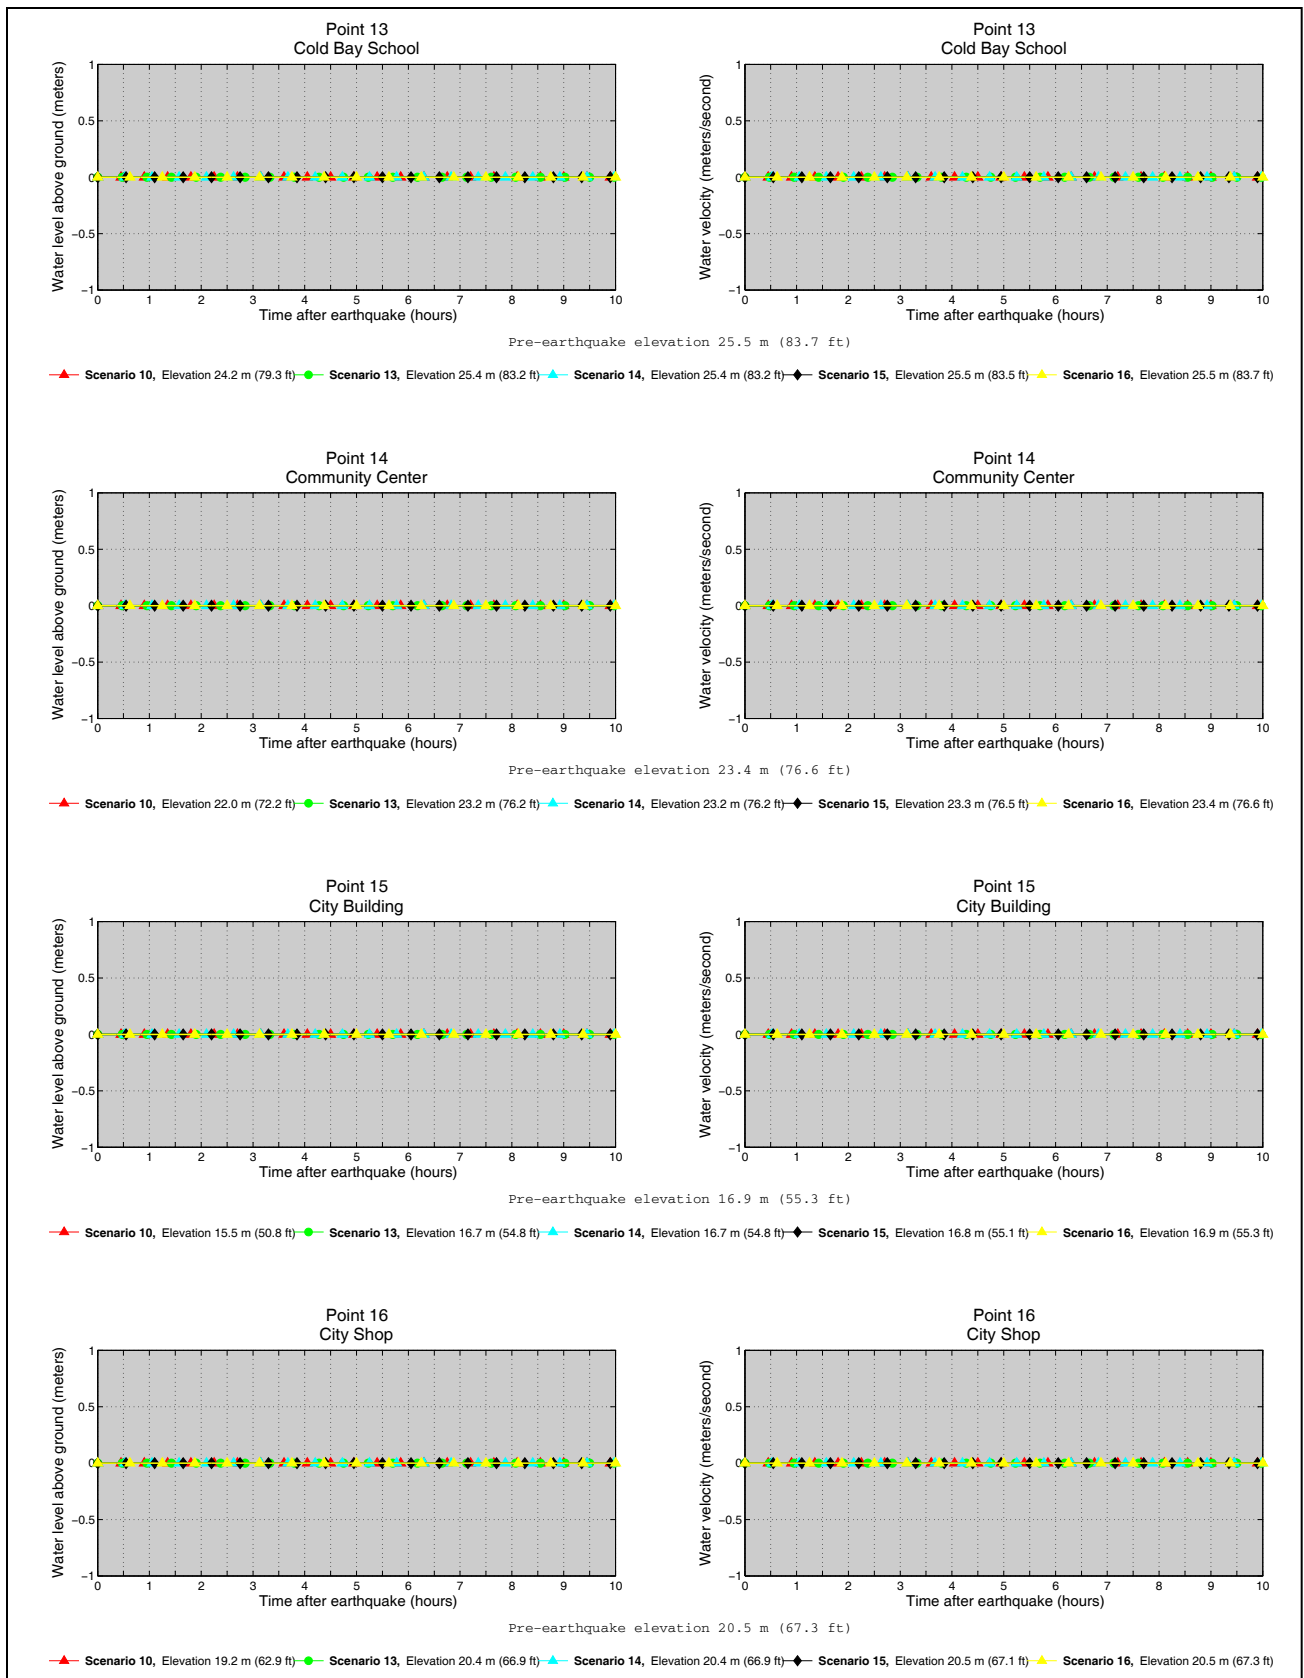 Point 13
Cold Bay School
Water level above ground (meters)
1
0.5
0
−0.5
−1
0 1 2 3 4 5 6 7 8 9 10
Time after earthquake (hours)
Point 13
Cold Bay School
Water velocity (meters/second)
1
0.5
0
−0.5
−1
0 1 2 3 4 5 6 7 8 9 10
Time after earthquake (hours)
Pre-earthquake elevation 25.5 m (83.7 ft)
Scenario 10, Elevation 24.2 m (79.3 ft) Scenario 13, Elevation 25.4 m (83.2 ft) Scenario 14, Elevation 25.4 m (83.2 ft) Scenario 15, Elevation 25.5 m (83.5 ft) Scenario 16, Elevation 25.5 m (83.7 ft)
Point 14
Community Center
Water level above ground (meters)
1
0.5
0
−0.5
−1
0 1 2 3 4 5 6 7 8 9 10
Time after earthquake (hours)
Point 14
Community Center
Water velocity (meters/second)
1
0.5
0
−0.5
−1
0 1 2 3 4 5 6 7 8 9 10
Time after earthquake (hours)
Pre-earthquake elevation 23.4 m (76.6 ft)
Scenario 10, Elevation 22.0 m (72.2 ft) Scenario 13, Elevation 23.2 m (76.2 ft) Scenario 14, Elevation 23.2 m (76.2 ft) Scenario 15, Elevation 23.3 m (76.5 ft) Scenario 16, Elevation 23.4 m (76.6 ft)
Point 15
City Building
Water level above ground (meters)
1
0.5
0
−0.5
−1
0 1 2 3 4 5 6 7 8 9 10
Time after earthquake (hours)
Point 15
City Building
Water velocity (meters/second)
1
0.5
0
−0.5
−1
0 1 2 3 4 5 6 7 8 9 10
Time after earthquake (hours)
Pre-earthquake elevation 16.9 m (55.3 ft)
Scenario 10, Elevation 15.5 m (50.8 ft) Scenario 13, Elevation 16.7 m (54.8 ft) Scenario 14, Elevation 16.7 m (54.8 ft) Scenario 15, Elevation 16.8 m (55.1 ft) Scenario 16, Elevation 16.9 m (55.3 ft)
Point 16
City Shop
Water level above ground (meters)
1
0.5
0
−0.5
−1
0 1 2 3 4 5 6 7 8 9 10
Time after earthquake (hours)
Point 16
City Shop
Water velocity (meters/second)
1
0.5
0
−0.5
−1
0 1 2 3 4 5 6 7 8 9 10
Time after earthquake (hours)
Pre-earthquake elevation 20.5 m (67.3 ft)
Scenario 10, Elevation 19.2 m (62.9 ft) Scenario 13, Elevation 20.4 m (66.9 ft) Scenario 14, Elevation 20.4 m (66.9 ft) Scenario 15, Elevation 20.5 m (67.1 ft) Scenario 16, Elevation 20.5 m (67.3 ft)